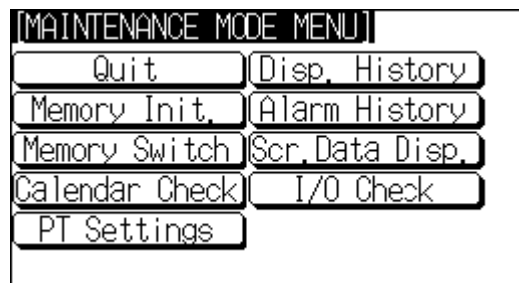 [MAINTENANCE MODE MENU]
Quit Disp. History
Memory Init. Alarm History
Memory Switch Scr.Data Disp.
Calendar Check I/O Check
PT Settings